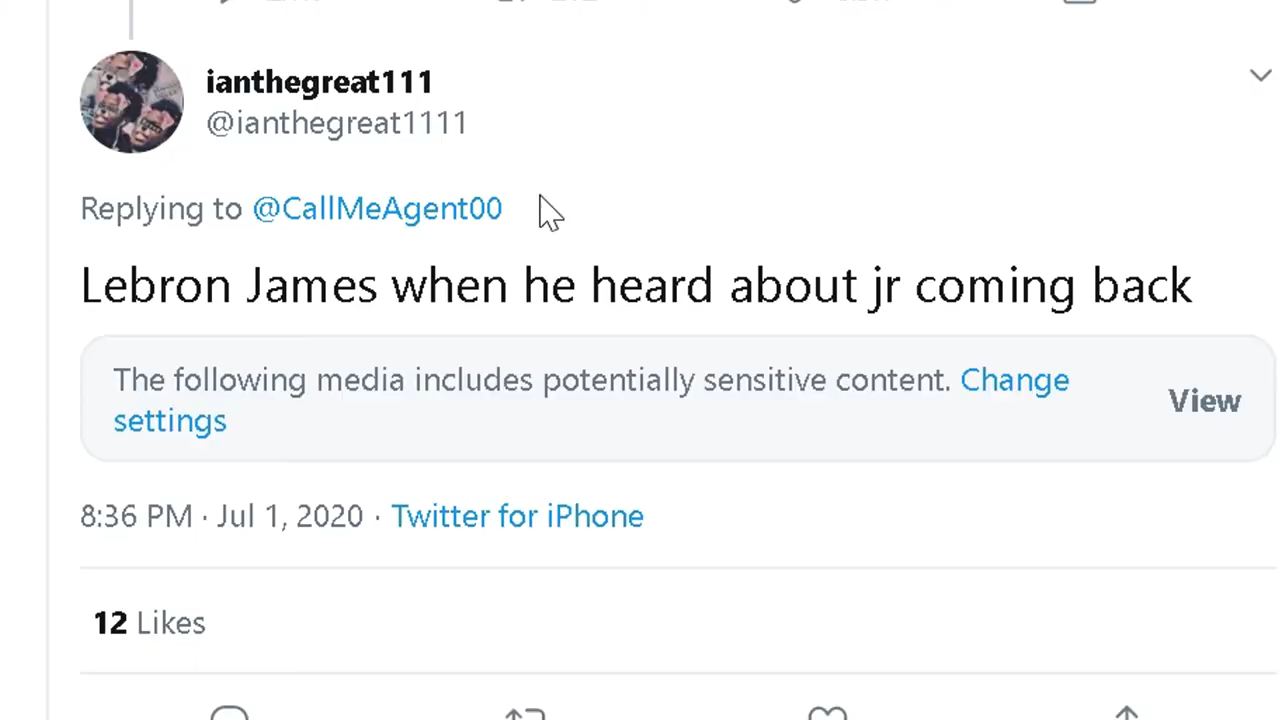 ianthegreat111
@ianthegreat1111
Replying to @CallMeAgent00
Lebron James when he heard about jr coming back
The following media includes potentially sensitive content. Change
settings
View
8:36 PM · Jul 1, 2020 · Twitter for iPhone
12 Likes